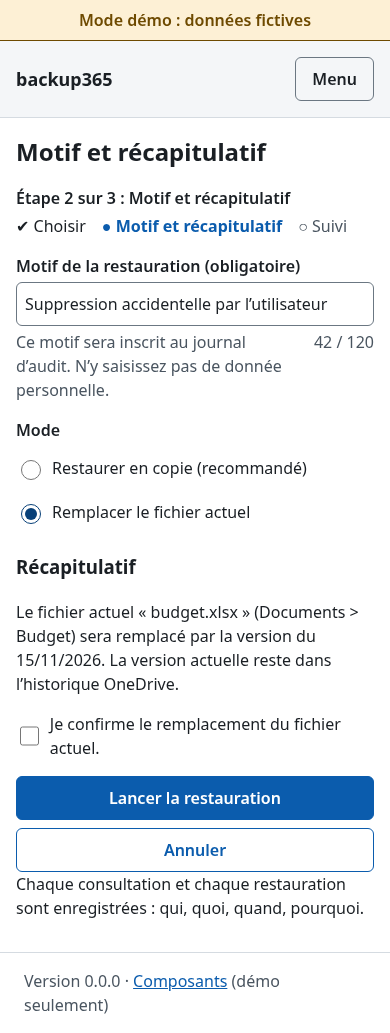 Mode démo : données fictives
backup365
Menu
Motif et récapitulatif
Étape 2 sur 3 : Motif et récapitulatif
✔ Choisir ● Motif et récapitulatif ○ Suivi
Motif de la restauration (obligatoire)
Suppression accidentelle par l’utilisateur
Ce motif sera inscrit au journal
d’audit. N’y saisissez pas de donnée
personnelle.
42 / 120
Mode
Restaurer en copie (recommandé)
Remplacer le fichier actuel
Récapitulatif
Le fichier actuel « budget.xlsx » (Documents >
Budget) sera remplacé par la version du
15/11/2026. La version actuelle reste dans
l’historique OneDrive.
Je confirme le remplacement du fichier
actuel.
Lancer la restauration
Annuler
Chaque consultation et chaque restauration
sont enregistrées : qui, quoi, quand, pourquoi.
Version 0.0.0 · Composants (démo
seulement)